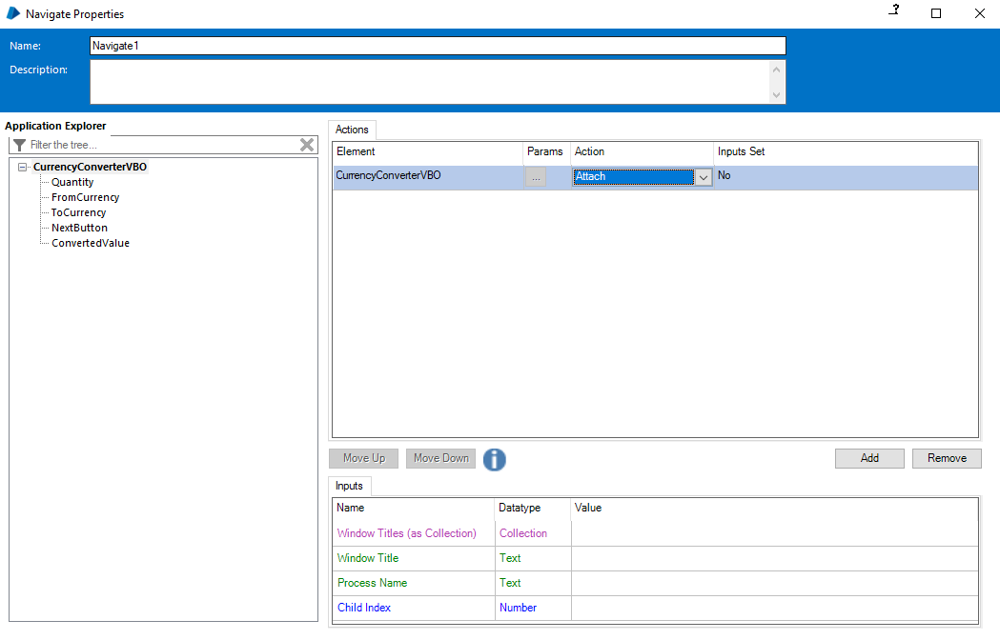 Navigate Properties
Name:
Navigate1
Description:
Application Explorer
Filter the tree...
CurrencyConverterVBO
Quantity
FromCurrency
ToCurrency
NextButton
ConvertedValue
Actions
Element Params Action Inputs Set
CurrencyConverterVBO ... Attach No
Move Up Move Down i Add Remove
Inputs
Name Datatype Value
Window Titles (as Collection) Collection
Window Title Text
Process Name Text
Child Index Number